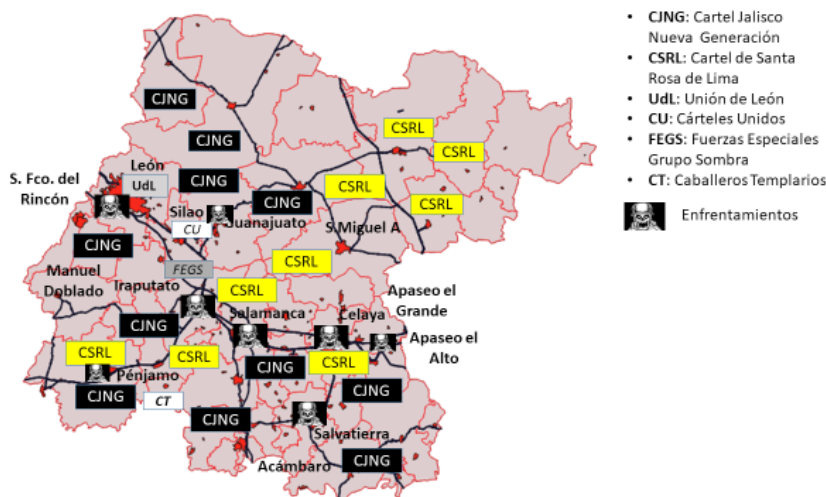 • CJNG: Cartel Jalisco
Nueva Generación
• CSRL: Cartel de Santa
Rosa de Lima
• UdL: Unión de León
• CU: Cárteles Unidos
• FEGS: Fuerzas Especiales
Grupo Sombra
• CT: Caballeros Templarios
Enfrentamientos
CJNG
CSRL
CJNG
CSRL
León
S. Fco. del
Rincón
UdL
CJNG
CSRL
CJNG
CSRL
Silao
Guanajuato
CU
S.Miguel A
CJNG
CSRL
FEGS
Manuel
Doblado
Iraputato
CSRL
Apaseo el
Grande
Salamanca
Celaya
CJNG
Apaseo el
Alto
CSRL
CSRL
CSRL
CJNG
Pénjamo
CJNG
CJNG
CT
CJNG
Salvatierra
Acámbaro
CJNG